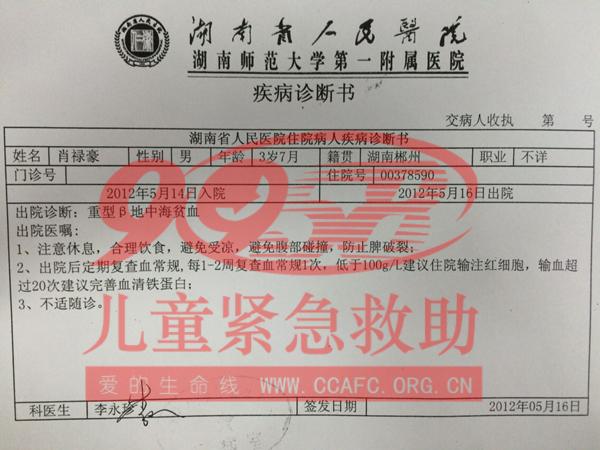 湖南省人民醫院
湖南师范大学第一附属医院
疾病诊断书
交病人收执 第 号
湖南省人民医院住院病人疾病诊断书
姓名 肖禄豪 性别 男 年龄 3岁7月 籍贯 湖南郴州 职业 不详
门诊号 住院号 00378590
2012年5月14日入院 2012年5月16日出院
出院诊断：重型β地中海贫血
出院医嘱：
1、注意休息，合理饮食，避免受凉，避免腹部碰撞，防止脾破裂；
2、出院后定期复查血常规，每1-2周复查血常规1次，低于100g/L建议住院输注红细胞，输血超
过20次建议完善血清铁蛋白；
3、不适随诊。
儿童紧急救助
爱的生命线 WWW.CCAFC.ORG.CN
科医生 李永 签发日期 2012年05月16日